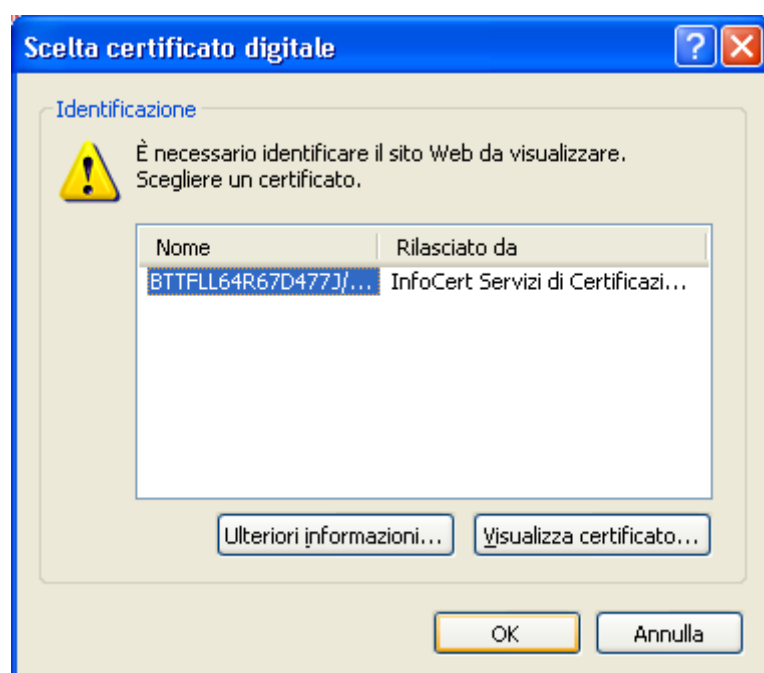 Scelta certificato digitale
Identificazione
È necessario identificare il sito Web da visualizzare.
Scegliere un certificato.
Nome Rilasciato da
BTTFLL64R67D477J/... InfoCert Servizi di Certificazi...
Ulteriori informazioni... Visualizza certificato...
OK Annulla